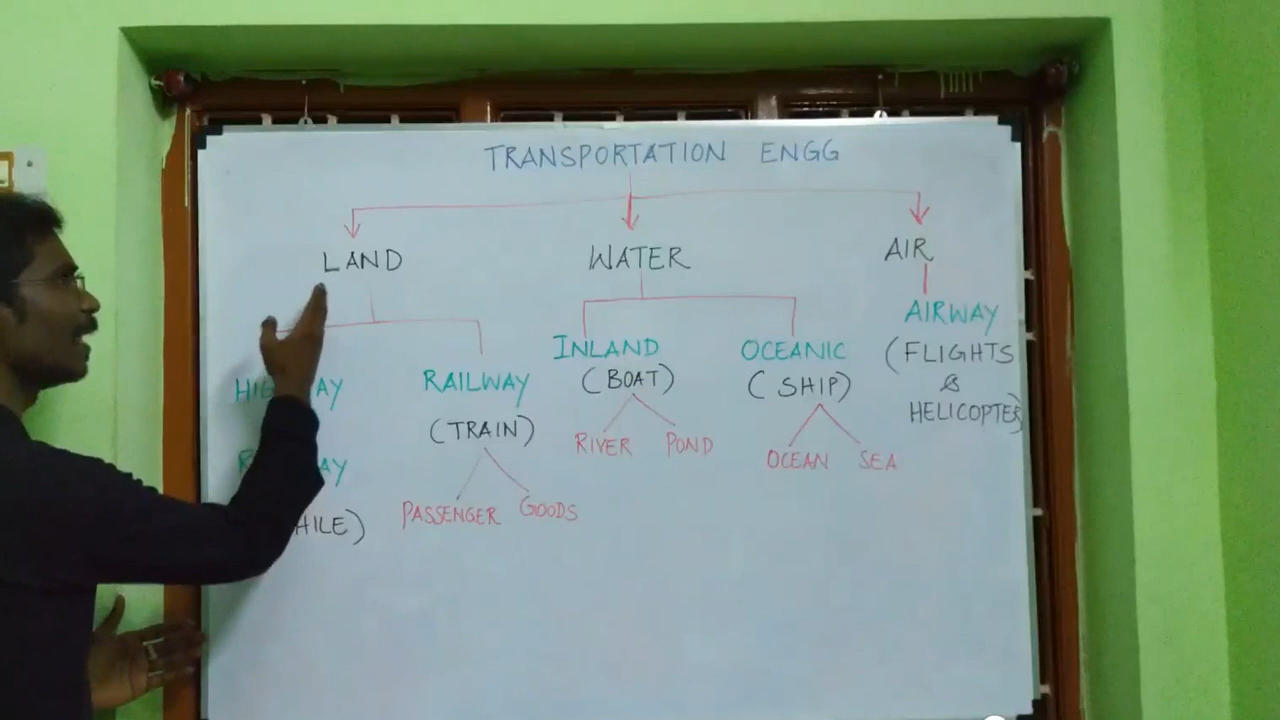 TRANSPORTATION ENGG
LAND WATER AIR
AIRWAY
INLAND OCEANIC (FLIGHTS
RAILWAY (BOAT) (SHIP) &
HELICOPTER)
(TRAIN) RIVER POND OCEAN SEA
PASSENGER GOODS